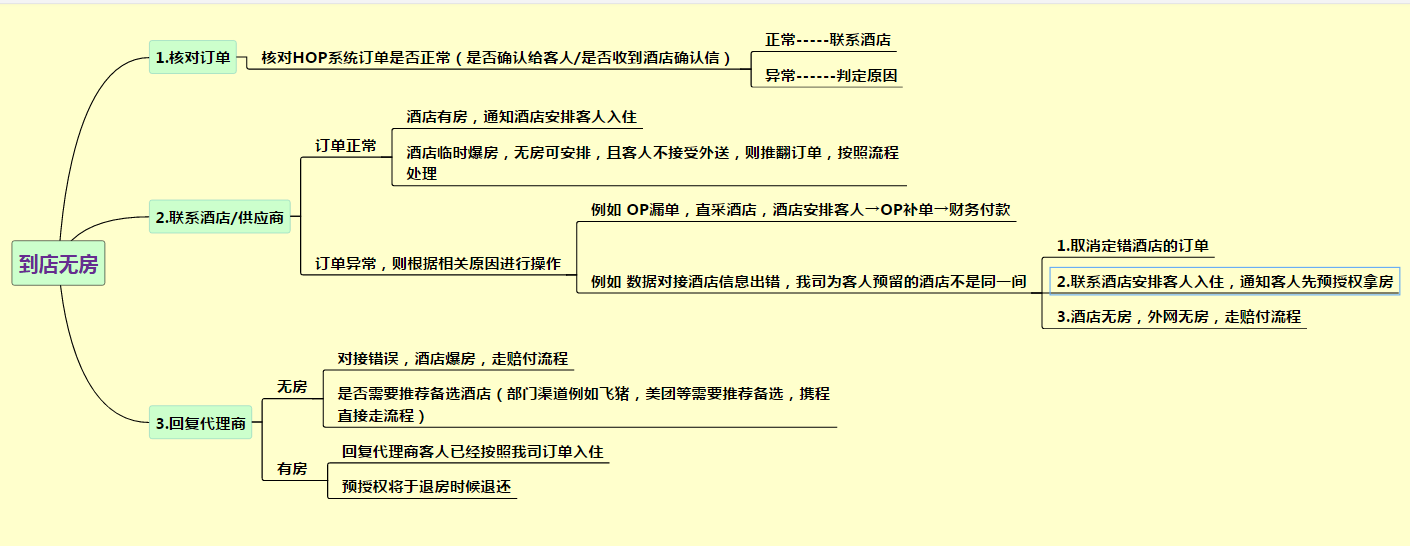 到店无房
1.核对订单
核对HOP系统订单是否正常（是否确认给客人/是否收到酒店确认信）
正常-----联系酒店
异常------判定原因
2.联系酒店/供应商
订单正常
酒店有房，通知酒店安排客人入住
酒店临时爆房，无房可安排，且客人不接受外送，则推翻订单，按照流程
处理
订单异常，则根据相关原因进行操作
例如 OP漏单，直采酒店，酒店安排客人→OP补单→财务付款
例如 数据对接酒店信息出错，我司为客人预留的酒店不是同一间
1.取消定错酒店的订单
2.联系酒店安排客人入住，通知客人先预授权拿房
3.酒店无房，外网无房，走赔付流程
3.回复代理商
无房
对接错误，酒店爆房，走赔付流程
是否需要推荐备选酒店（部门渠道例如飞猪，美团等需要推荐备选，携程
直接走流程）
有房
回复代理商客人已经按照我司订单入住
预授权将于退房时候退还